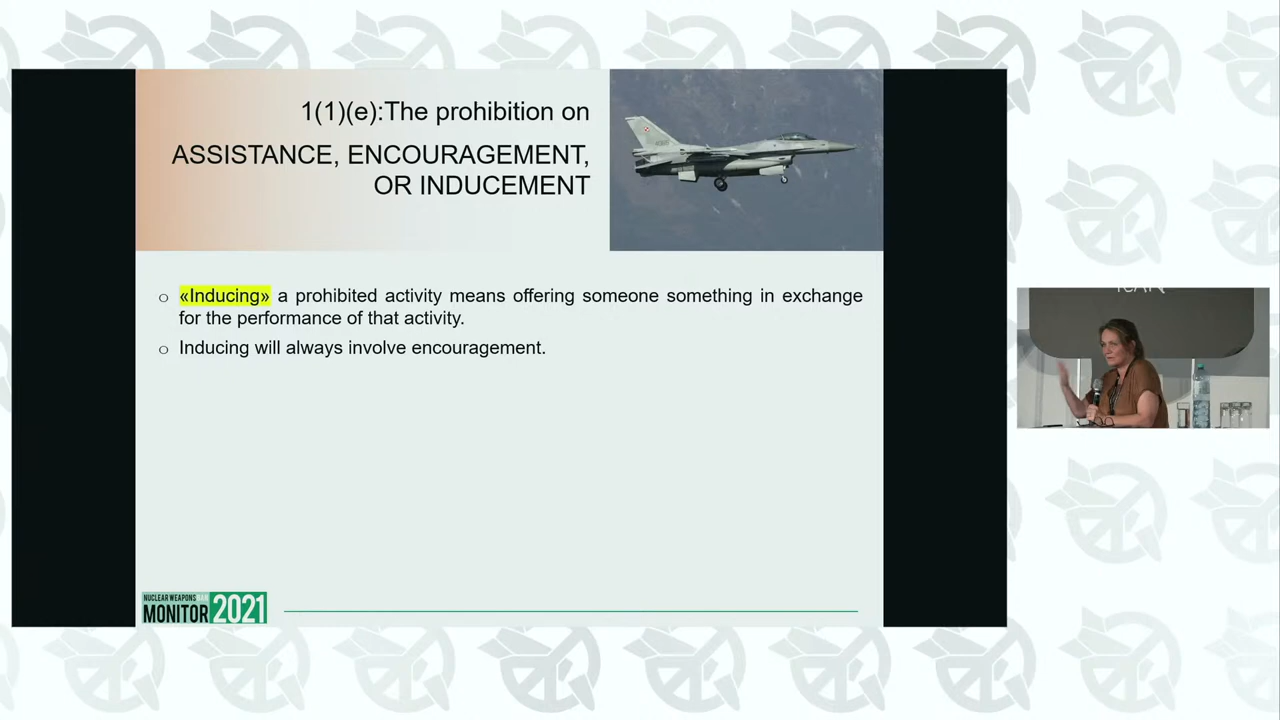 1(1)(e):The prohibition on
ASSISTANCE, ENCOURAGEMENT,
OR INDUCEMENT
○ «Inducing» a prohibited activity means offering someone something in exchange
for the performance of that activity.
○ Inducing will always involve encouragement.
NUCLEAR WEAPONS BAN
MONITOR 2021